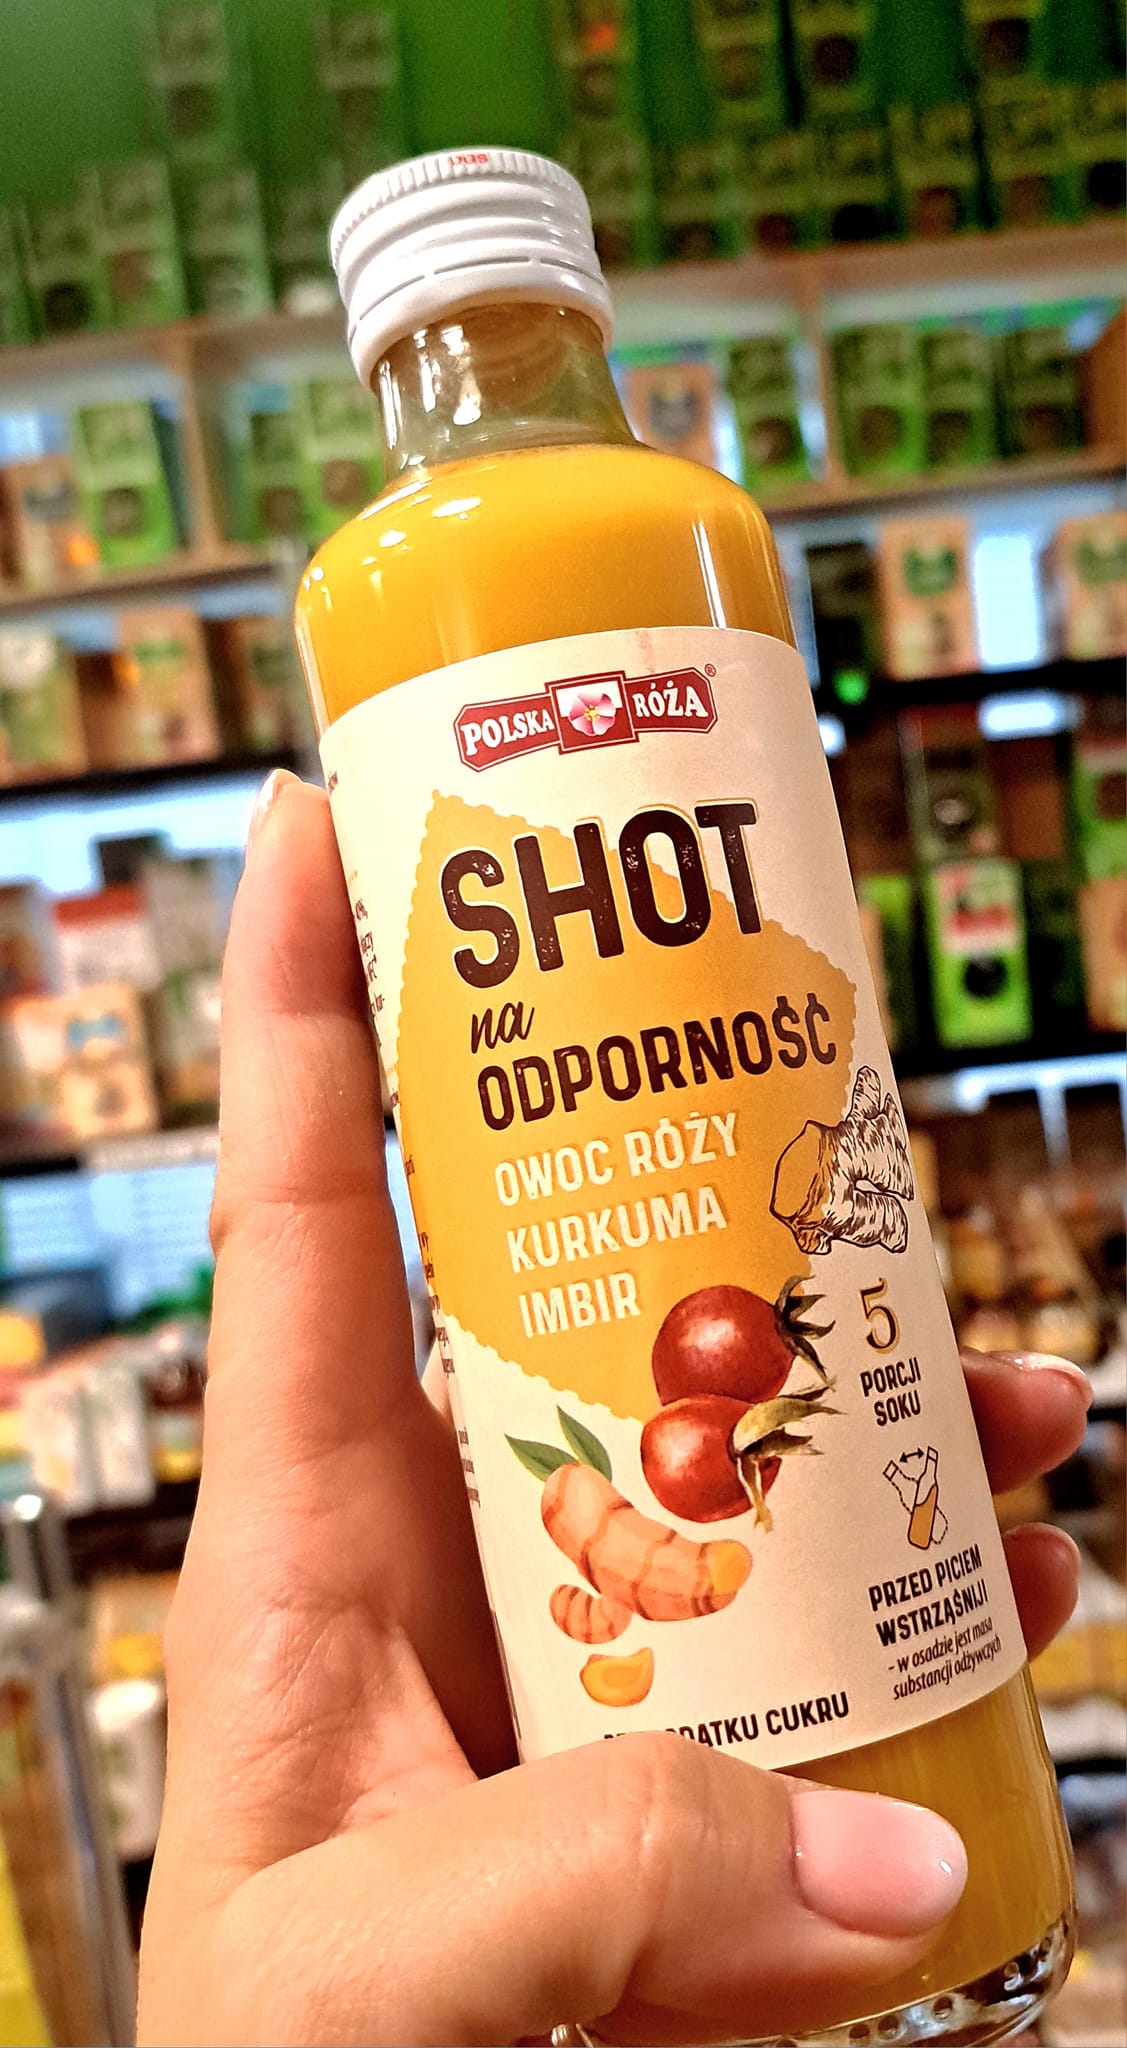 POLSKA RÓŻA®
SHOT
na
ODPORNOŚĆ
OWOC RÓŻY
KURKUMA
IMBIR
5
PORCJI
SOKU
PRZED PICIEM
WSTRZĄŚNIJ
- w osadzie jest masa
substancji odżywczych
CUKRU